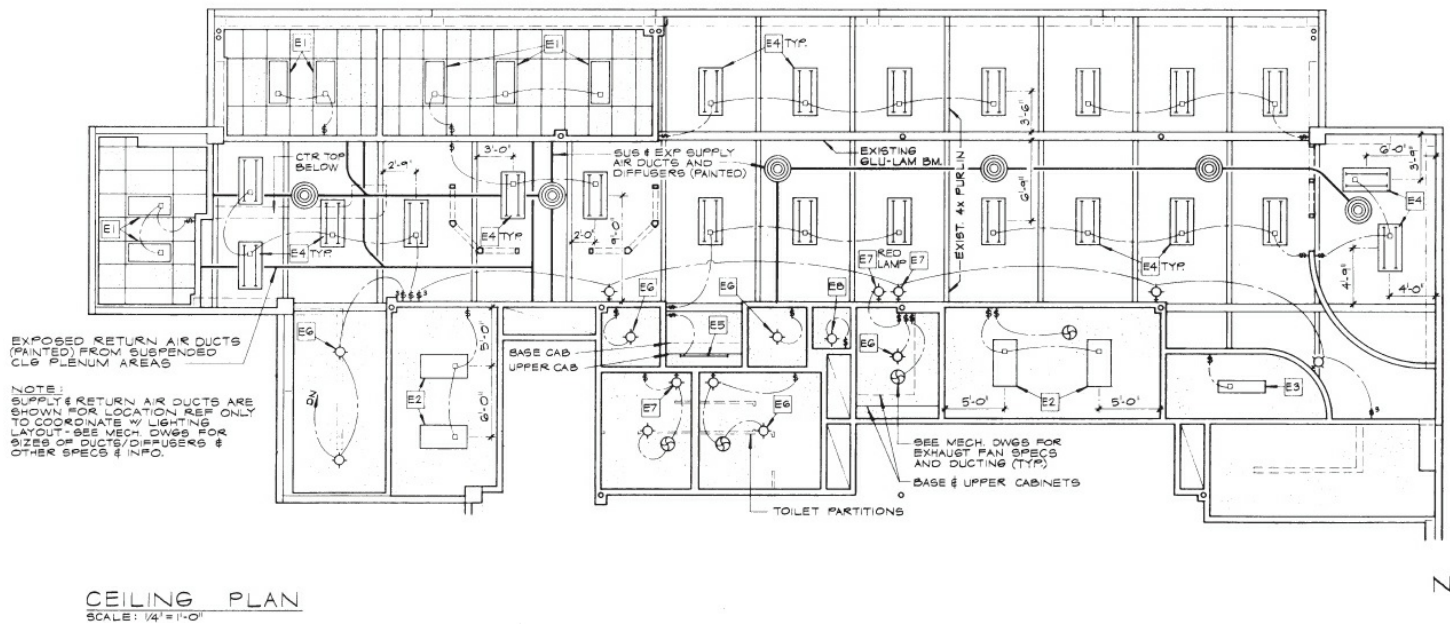 E1
E1
E4 TYP.
3'-6"
EXISTING
GLU-LAM BM.
SUS & EXP SUPPLY
AIR DUCTS AND
DIFFUSERS (PAINTED)
CTR TOP
BELOW
2'-9"
3'-0"
6'-0"
3'-9"
E1
E4 TYP.
E4 TYP
2'-0"
9'-0"
EXIST. 4x PURLIN
6'-9"
E4
E4 TYP.
4'-9"
4'-0"
RED
LAMP
E7
E7
E6
E6
E8
E6
EXPOSED RETURN AIR DUCTS
(PAINTED) FROM SUSPENDED
CLG PLENUM AREAS
NOTE:
SUPPLY & RETURN AIR DUCTS ARE
SHOWN FOR LOCATION REF ONLY
TO COORDINATE W/ LIGHTING
LAYOUT - SEE MECH. DWGS FOR
SIZES OF DUCTS/DIFFUSERS &
OTHER SPECS & INFO.
DN
E2
5'-0"
6'-0"
BASE CAB
UPPER CAB
E5
E6
E7
E6
5'-0"
E2
5'-0"
E3
SEE MECH. DWGS FOR
EXHAUST FAN SPECS
AND DUCTING (TYP)
BASE & UPPER CABINETS
TOILET PARTITIONS
CEILING PLAN
SCALE: 1/4" = 1'-0"
N